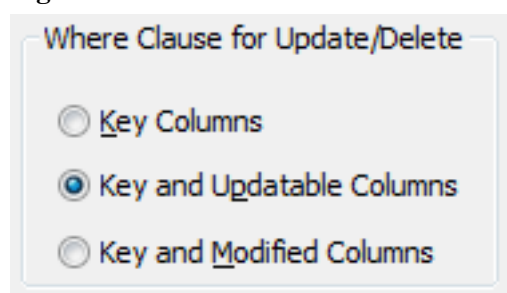 Where Clause for Update/Delete
Key Columns
Key and Updatable Columns
Key and Modified Columns